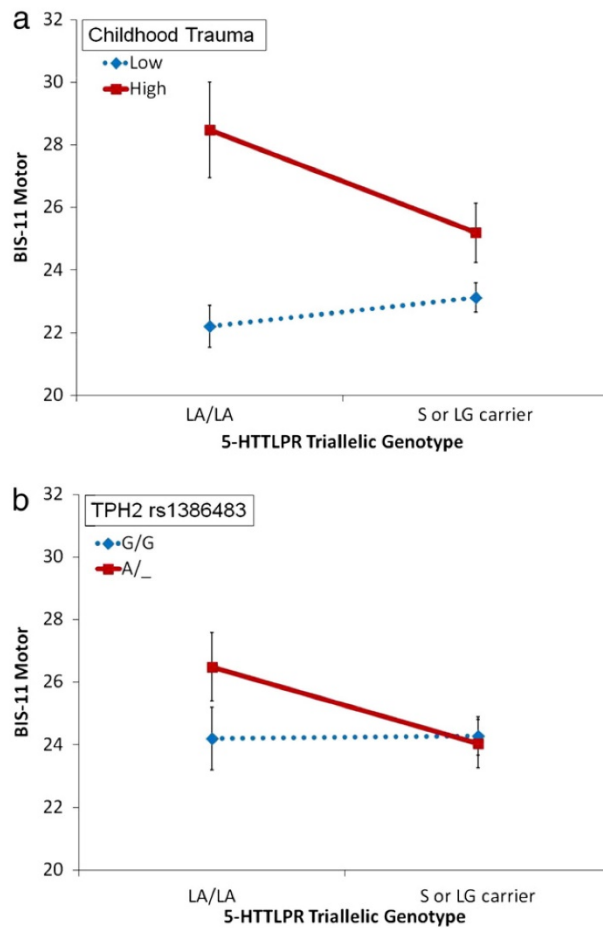 a
Childhood Trauma
Low
High
32
30
28
26
24
22
20
BIS-11 Motor
LA/LA
S or LG carrier
5-HTTLPR Triallelic Genotype
b
TPH2 rs1386483
G/G
A/_
32
30
28
26
24
22
20
BIS-11 Motor
LA/LA
S or LG carrier
5-HTTLPR Triallelic Genotype